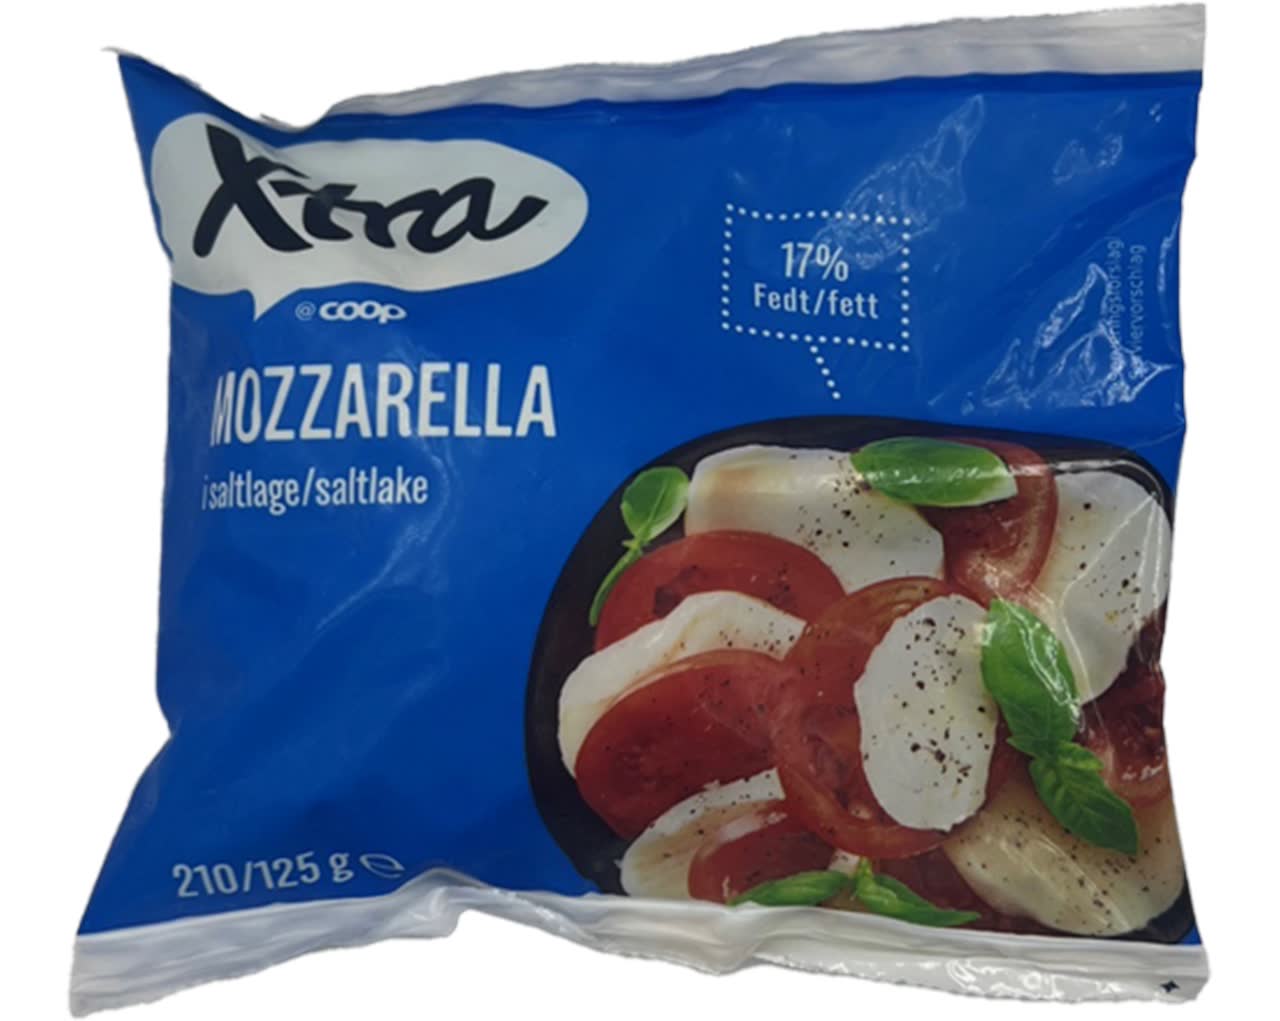 Xtra
@ coop
MOZZARELLA
i saltlage/saltlake
17%
Fedt/fett
210/125 g℮